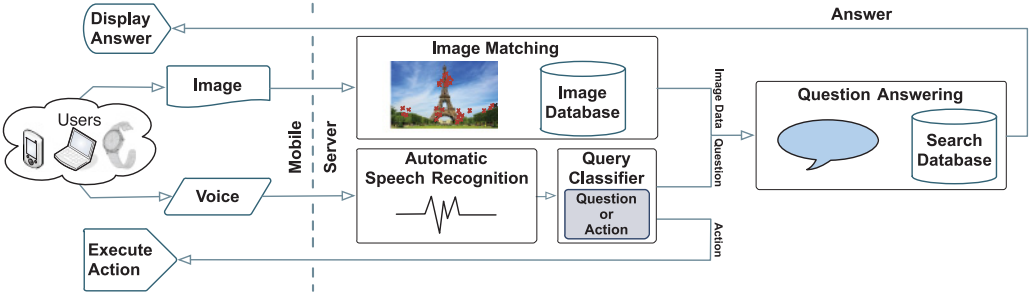 Display
Answer
Answer
Image Matching
Image
Image
Database
Users
Mobile
Server
Image Data
Question
Question Answering
Search
Database
Automatic
Speech Recognition
Query
Classifier
Question
or
Action
Voice
Action
Execute
Action